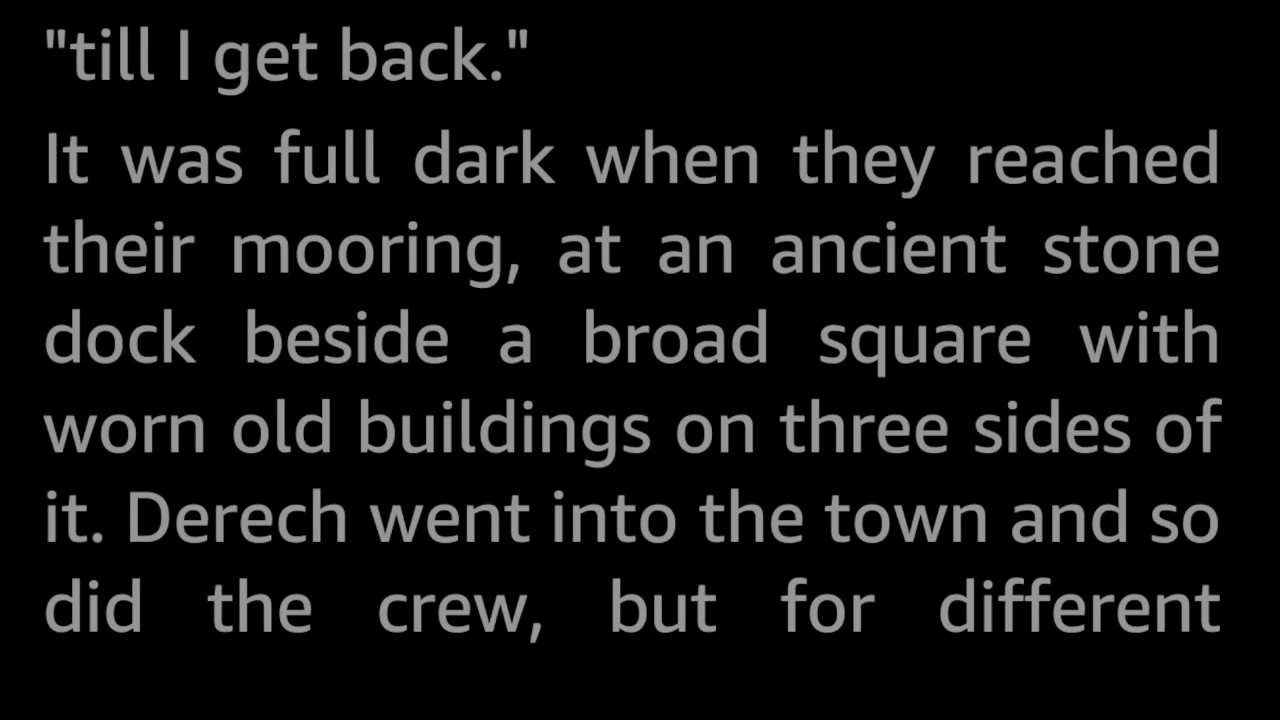 "till I get back."
It was full dark when they reached
their mooring, at an ancient stone
dock beside a broad square with
worn old buildings on three sides of
it. Derech went into the town and so
did the crew, but for different